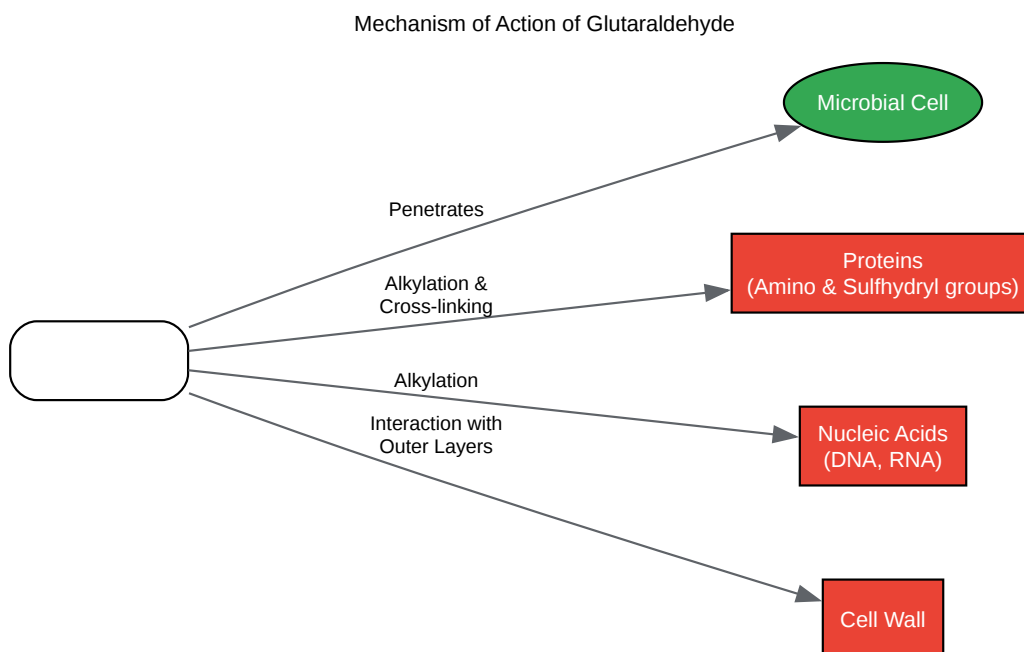 Mechanism of Action of Glutaraldehyde
Microbial Cell
Penetrates
Proteins
(Amino & Sulfhydryl groups)
Alkylation &
Cross-linking
Alkylation
Nucleic Acids
(DNA, RNA)
Interaction with
Outer Layers
Cell Wall